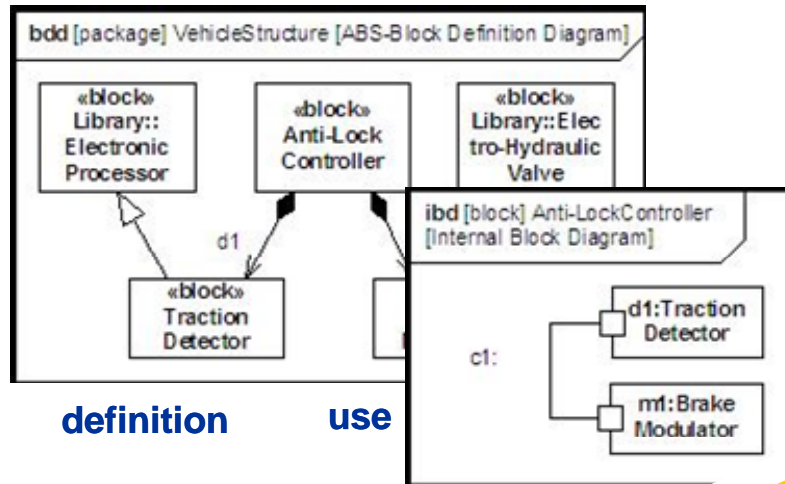 bdd [package] VehicleStructure [ABS-Block Definition Diagram]
«block»
Library::
Electronic
Processor
«block»
Anti-Lock
Controller
«block»
Library::Elec
tro-Hydraulic
Valve
d1
«block»
Traction
Detector
ibd [block] Anti-LockController
[Internal Block Diagram]
c1:
d1:Traction
Detector
m1:Brake
Modulator
definition
use